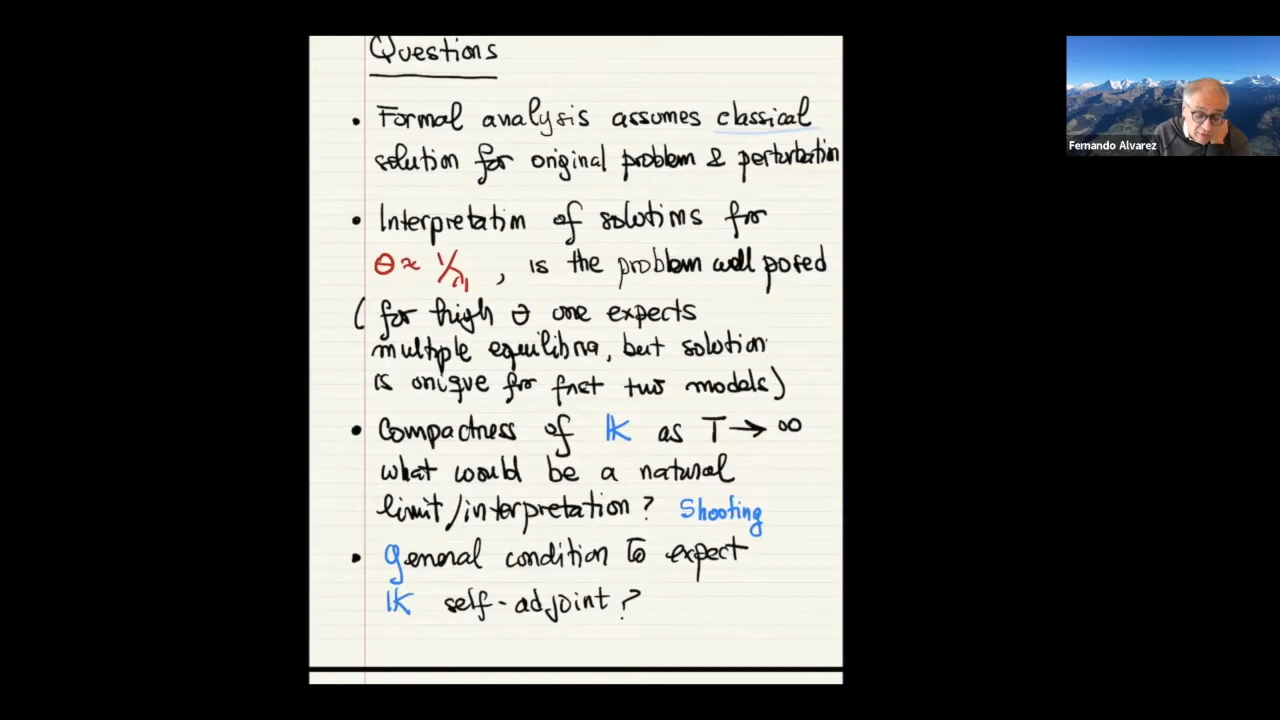 Questions
• Formal analysis assumes classical
solution for original problem & perturbation
• Interpretation of solutions for
θ ≈ 1/λ₁ , is the problem well posed
( for high θ one expects
multiple equilibria, but solution
is unique for first two models)
• Compactness of K as T → ∞
what would be a natural
limit/interpretation? Shooting
• general condition to expect
K self-adjoint?
Fernando Alvarez